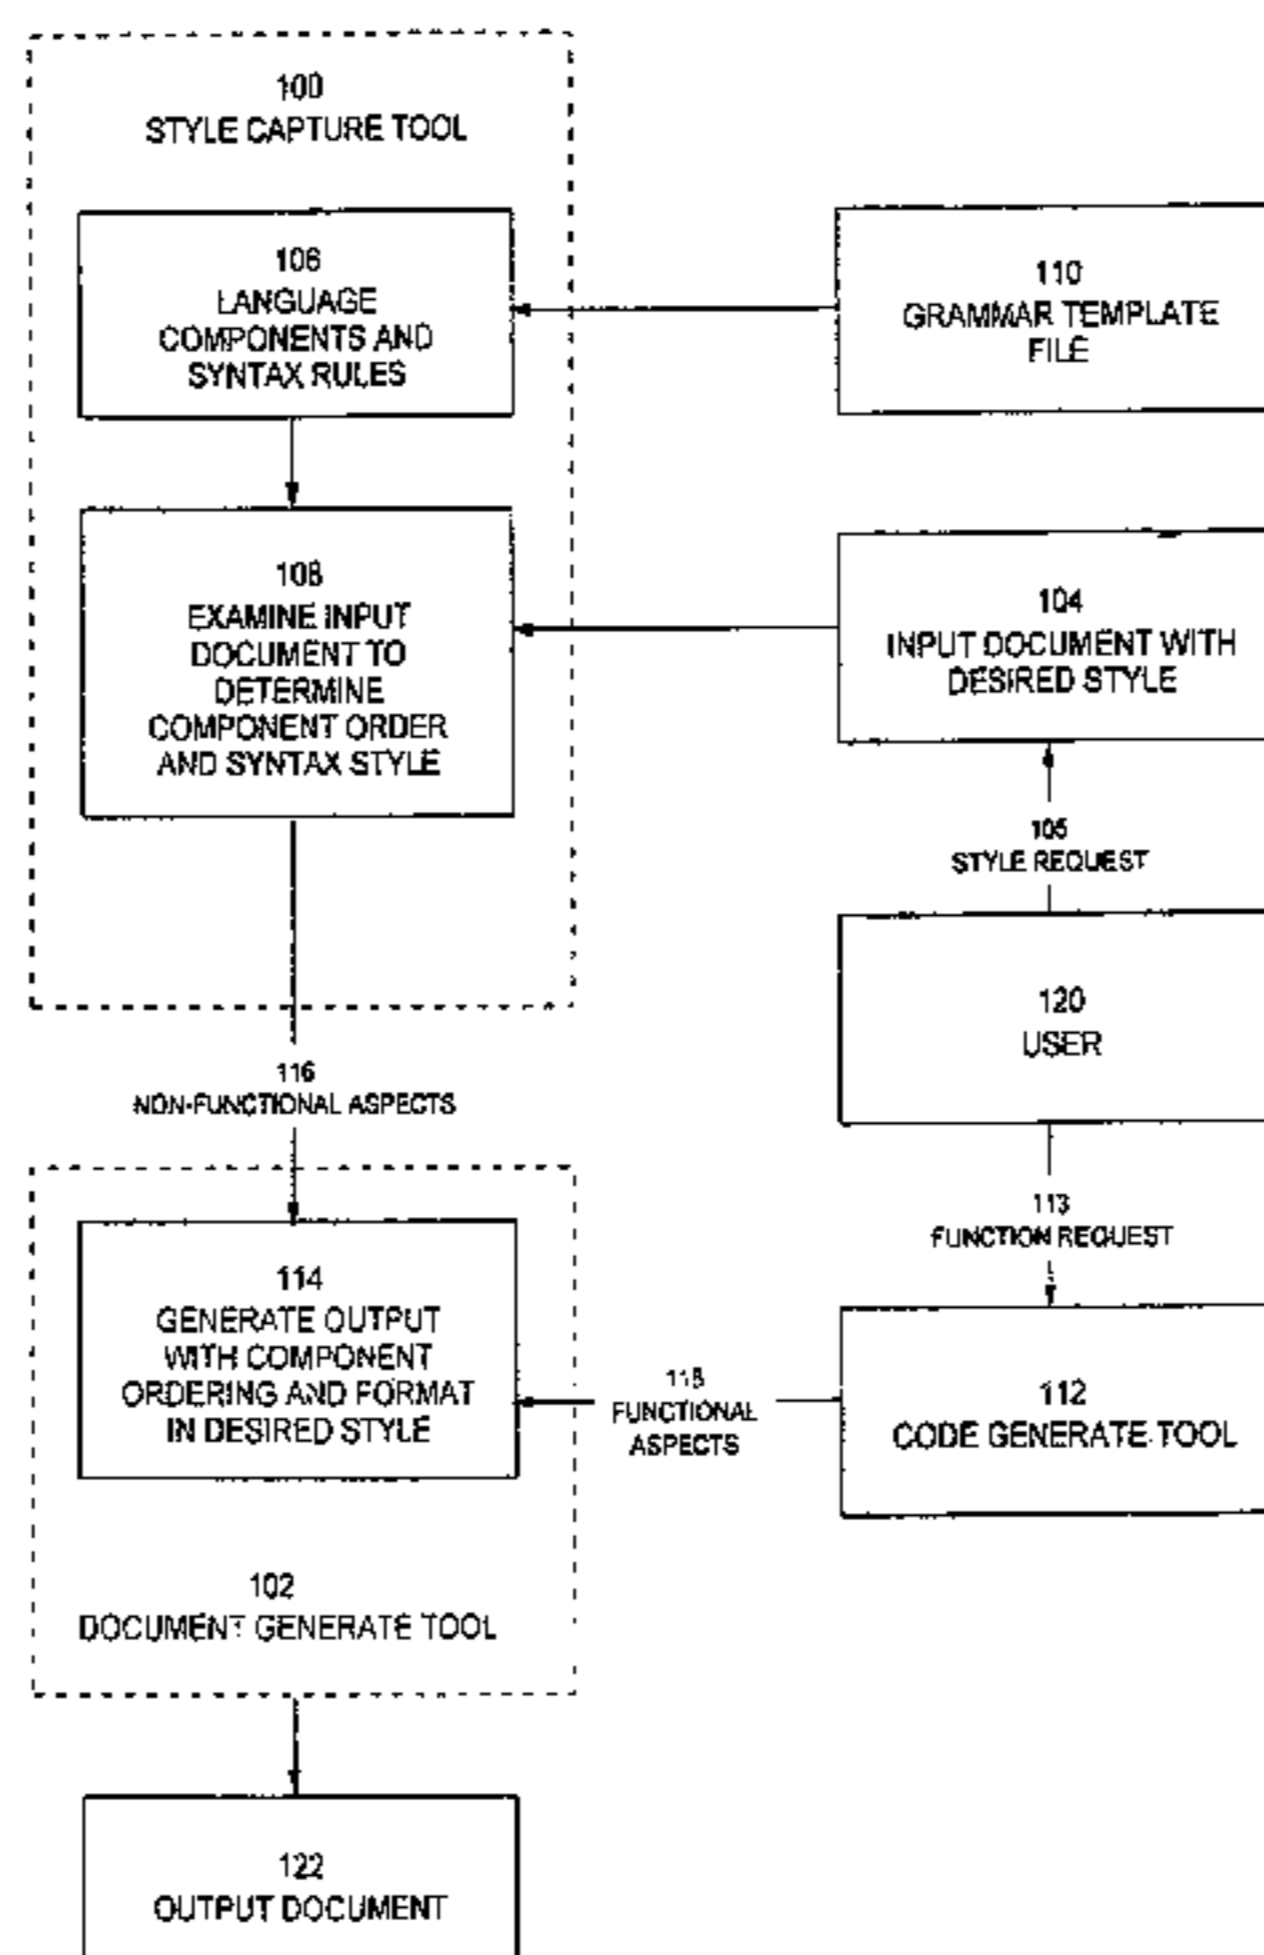 100
STYLE CAPTURE TOOL
106
LANGUAGE
COMPONENTS AND
SYNTAX RULES
110
GRAMMAR TEMPLATE
FILE
108
EXAMINE INPUT
DOCUMENT TO
DETERMINE
COMPONENT ORDER
AND SYNTAX STYLE
104
INPUT DOCUMENT WITH
DESIRED STYLE
105
STYLE REQUEST
120
USER
116
NON-FUNCTIONAL ASPECTS
113
FUNCTION REQUEST
114
GENERATE OUTPUT
WITH COMPONENT
ORDERING AND FORMAT
IN DESIRED STYLE
118
FUNCTIONAL
ASPECTS
112
CODE GENERATE TOOL
102
DOCUMENT GENERATE TOOL
122
OUTPUT DOCUMENT